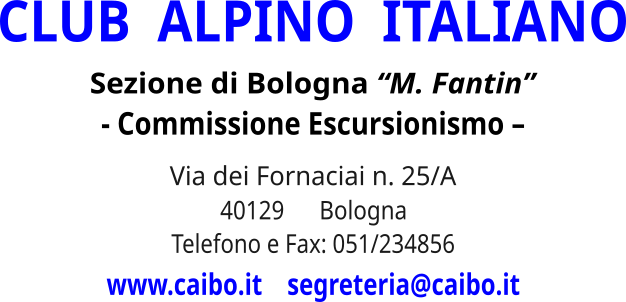 CLUB ALPINO ITALIANO
Sezione di Bologna “M. Fantin”
- Commissione Escursionismo –
Via dei Fornaciai n. 25/A
40129 Bologna
Telefono e Fax: 051/234856
www.caibo.it segreteria@caibo.it